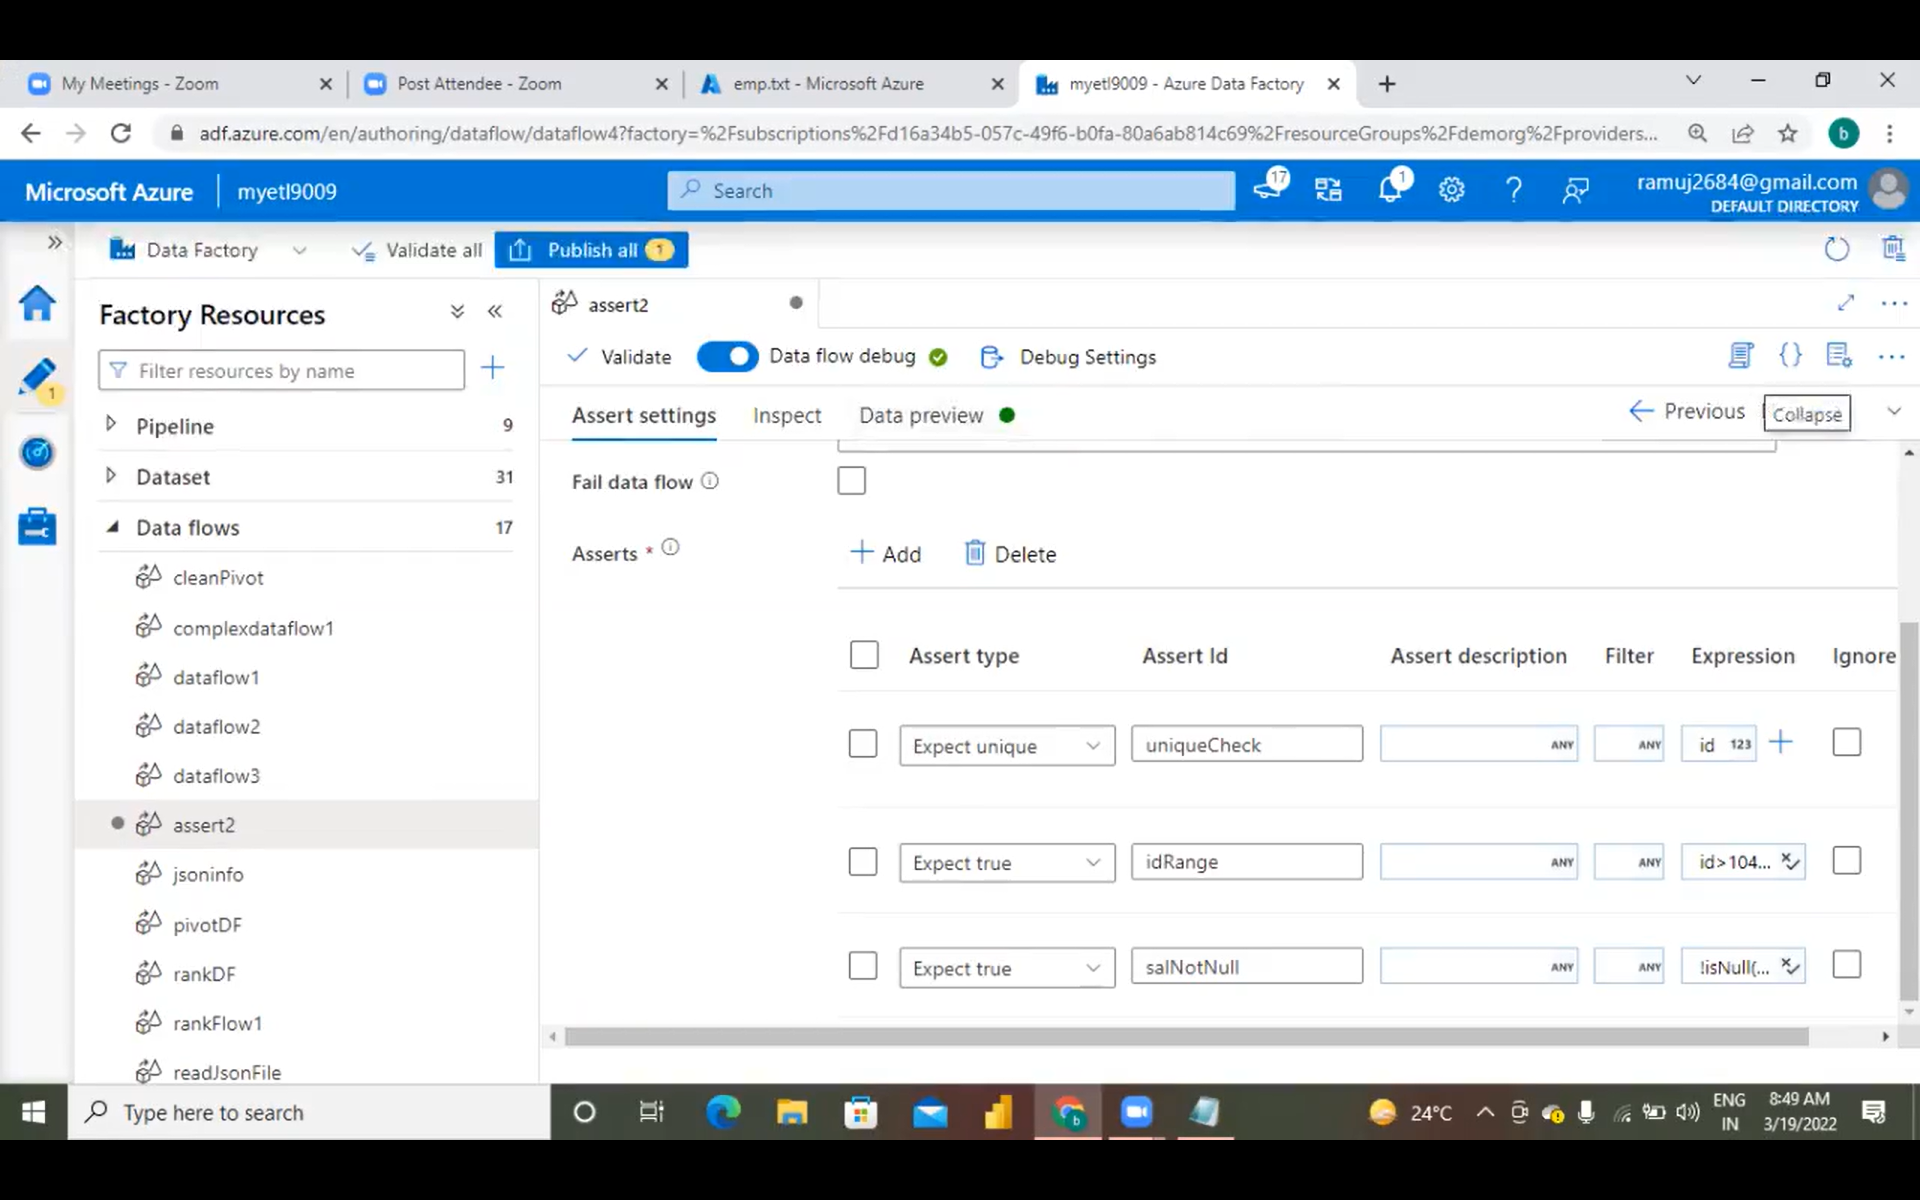 My Meetings - Zoom
Post Attendee - Zoom
emp.txt - Microsoft Azure
myetl9009 - Azure Data Factory
adf.azure.com/en/authoring/dataflow/dataflow4?factory=%2Fsubscriptions%2Fd16a34b5-057c-49f6-b0fa-80a6ab814c69%2FresourceGroups%2Fdemorg%2Fproviders...
b
Microsoft Azure
myetl9009
Search
17
1
ramuj2684@gmail.com
DEFAULT DIRECTORY
Data Factory
Validate all
Publish all 1
Factory Resources
assert2
Filter resources by name
Validate
Data flow debug
Debug Settings
1
Assert settings
Inspect
Data preview
Previous
Collapse
Pipeline 9
Dataset 31
Data flows 17
cleanPivot
complexdataflow1
dataflow1
dataflow2
dataflow3
assert2
jsoninfo
pivotDF
rankDF
rankFlow1
readJsonFile
Fail data flow
Asserts *
Add
Delete
Assert type Assert Id Assert description Filter Expression Ignore
Expect unique uniqueCheck ANY ANY id 123
Expect true idRange ANY ANY id>104...
Expect true salNotNull ANY ANY !isNull(...
Type here to search
b
24°C
ENG
IN
8:49 AM
3/19/2022